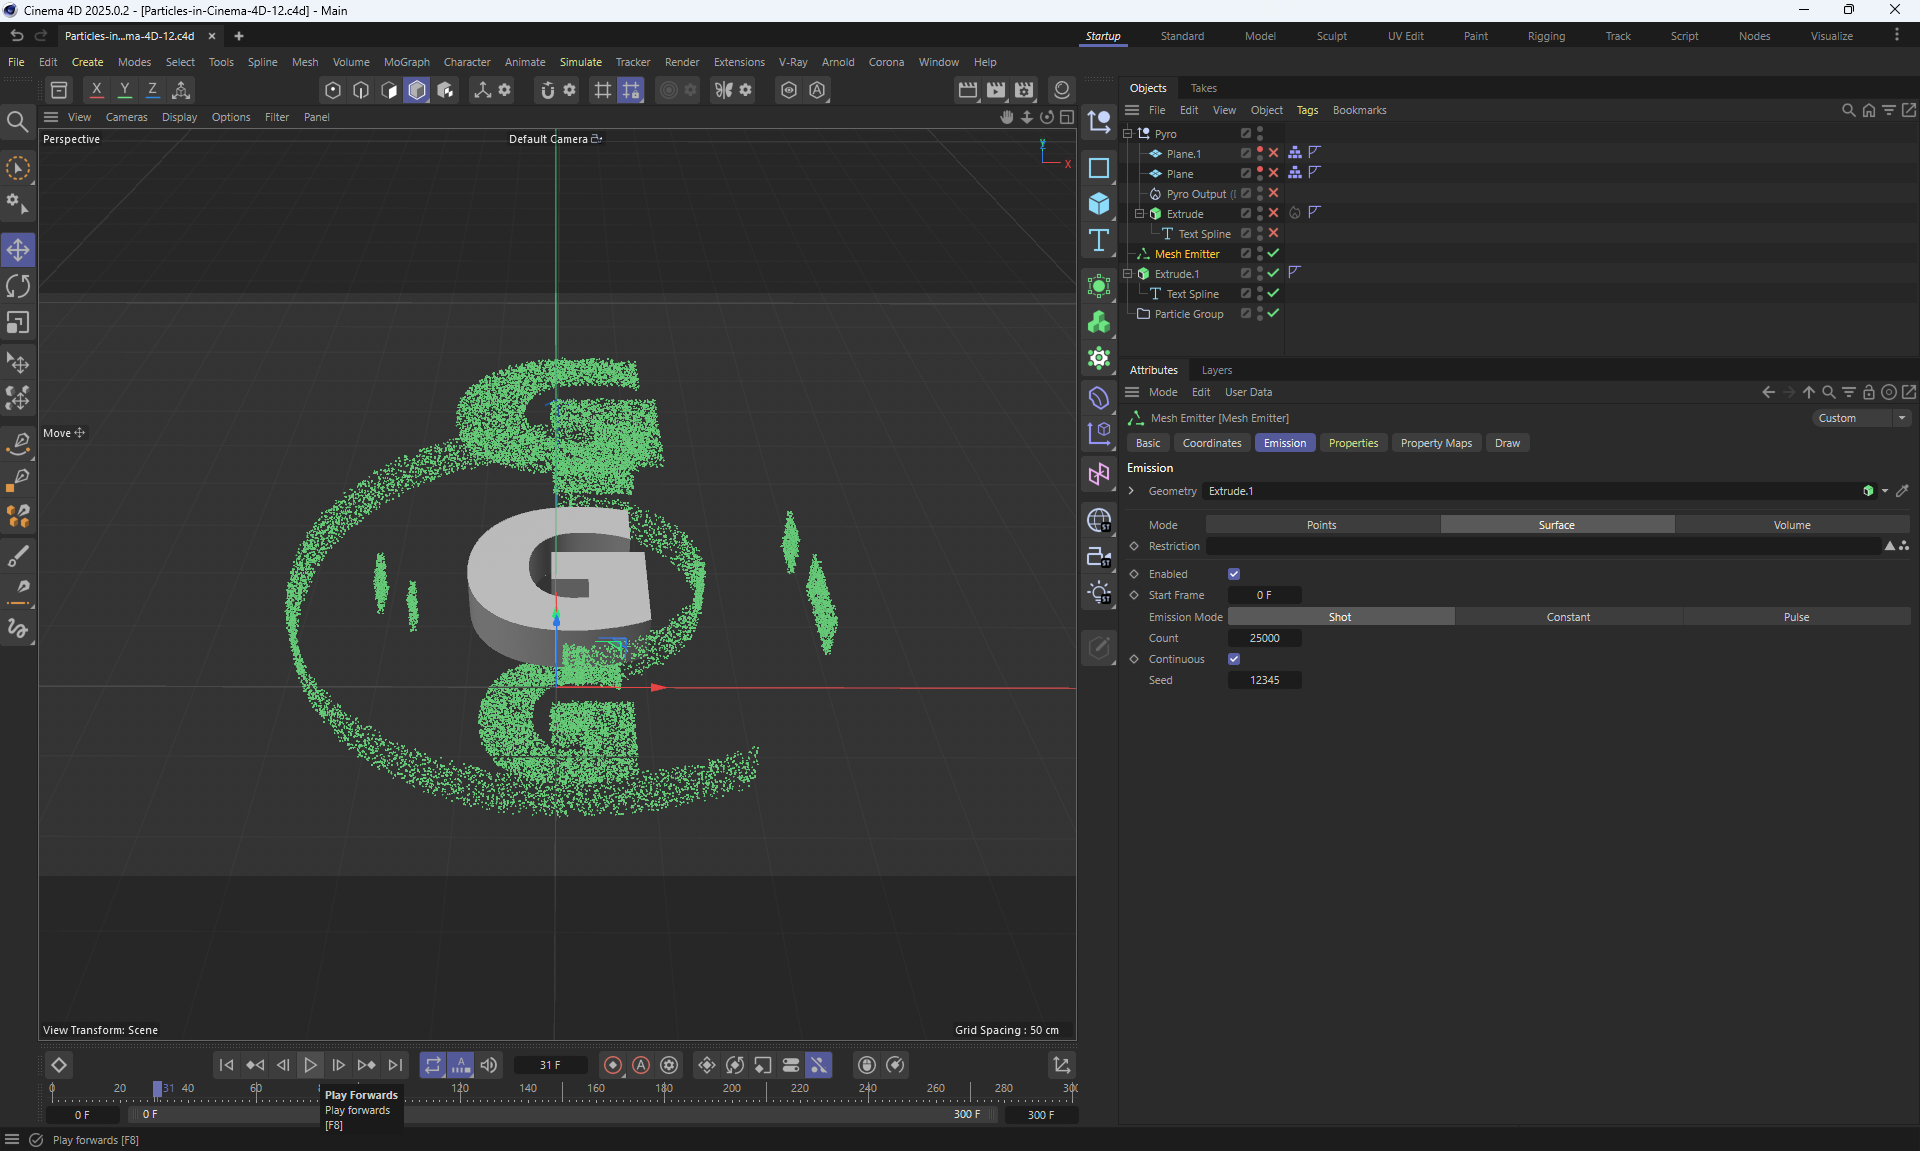 Cinema 4D 2025.0.2 - [Particles-in-Cinema-4D-12.c4d] - Main
Particles-in...ma-4D-12.c4d
Startup Standard Model Sculpt UV Edit Paint Rigging Track Script Nodes Visualize
File Edit Create Modes Select Tools Spline Mesh Volume MoGraph Character Animate Simulate Tracker Render Extensions V-Ray Arnold Corona Window Help
X Y Z
View Cameras Display Options Filter Panel
Perspective
Default Camera
Y
X
Move
View Transform: Scene
Grid Spacing : 50 cm
Objects Takes
File Edit View Object Tags Bookmarks
Pyro
Plane.1
Plane
Pyro Output
Extrude
Text Spline
Mesh Emitter
Extrude.1
Text Spline
Particle Group
Attributes Layers
Mode Edit User Data
Mesh Emitter [Mesh Emitter]
Custom
Basic Coordinates Emission Properties Property Maps Draw
Emission
Geometry Extrude.1
Mode Points Surface Volume
Restriction
Enabled
Start Frame 0 F
Emission Mode Shot Constant Pulse
Count 25000
Continuous
Seed 12345
31 F
0 20 31 40 60 120 140 160 180 200 220 240 260 280 30
0 F 0 F 300 F 300 F
Play Forwards
Play forwards
[F8]
Play forwards [F8]